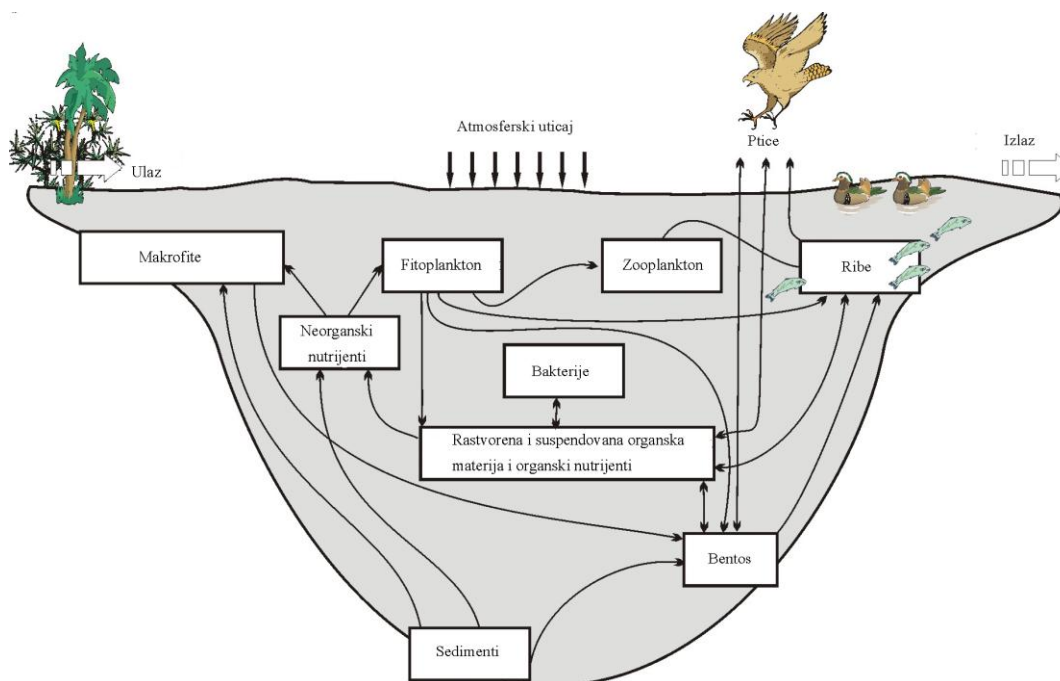 Atmosferski uticaj
Ptice
Izlaz
Ulaz
Makrofite
Fitoplankton
Zooplankton
Ribe
Neorganski
nutrijenti
Bakterije
Rastvorena i suspendovana organska
materija i organski nutrijenti
Bentos
Sedimenti